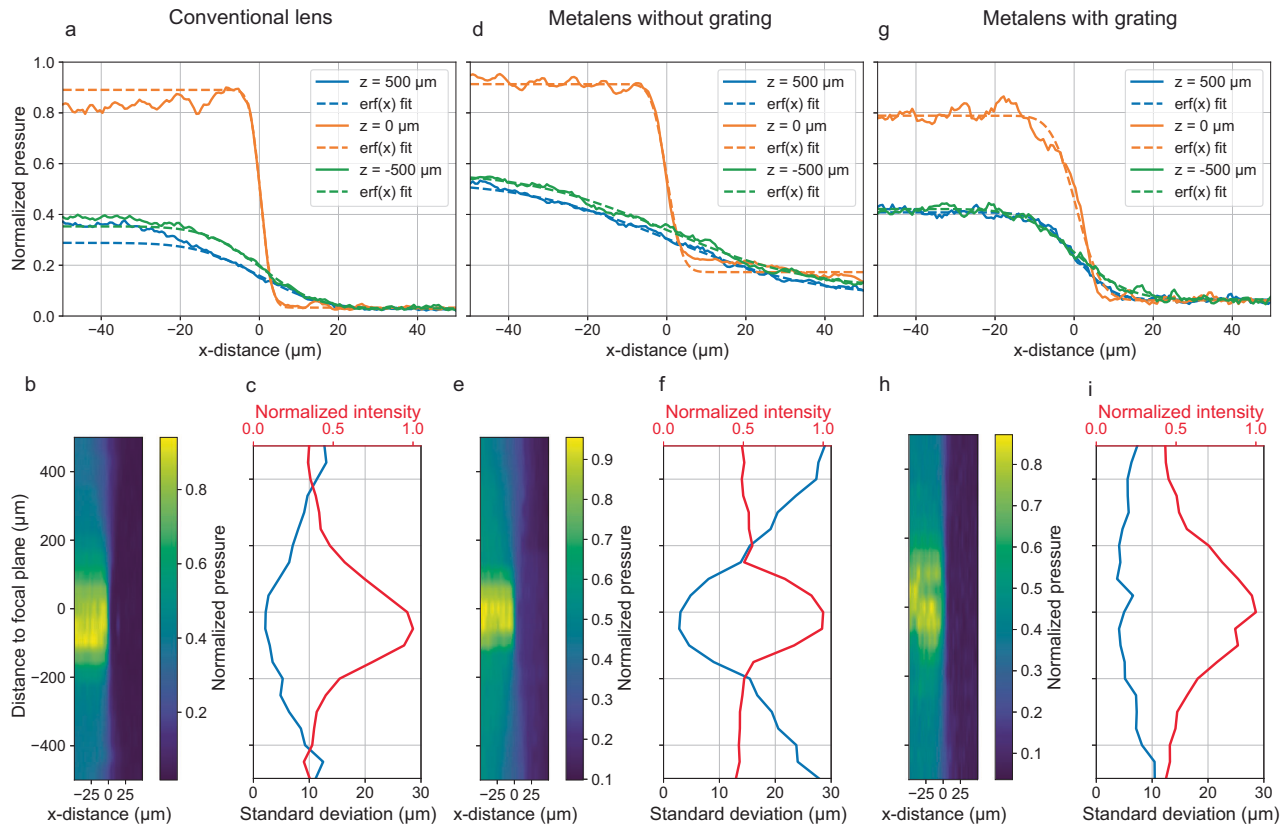 Conventional lens
Metalens without grating
Metalens with grating
a
d
g
Normalized pressure
1.0
0.8
0.6
0.4
0.2
0.0
z = 500 µm
erf(x) fit
z = 0 µm
erf(x) fit
z = -500 µm
erf(x) fit
−40 −20 0 20 40
x-distance (µm)
z = 500 µm
erf(x) fit
z = 0 µm
erf(x) fit
z = -500 µm
erf(x) fit
−40 −20 0 20 40
x-distance (µm)
z = 500 µm
erf(x) fit
z = 0 µm
erf(x) fit
z = -500 µm
erf(x) fit
−40 −20 0 20 40
x-distance (µm)
b
Distance to focal plane (µm)
400
200
0
−200
−400
−25 0 25
x-distance (µm)
0.8
0.6
0.4
0.2
Normalized pressure
c
Normalized intensity
0.0 0.5 1.0
0 10 20 30
Standard deviation (µm)
e
−25 0 25
x-distance (µm)
0.9
0.8
0.7
0.6
0.5
0.4
0.3
0.2
0.1
Normalized pressure
f
Normalized intensity
0.0 0.5 1.0
0 10 20 30
Standard deviation (µm)
h
−25 0 25
x-distance (µm)
0.8
0.7
0.6
0.5
0.4
0.3
0.2
0.1
Normalized pressure
i
Normalized intensity
0.0 0.5 1.0
0 10 20 30
Standard deviation (µm)